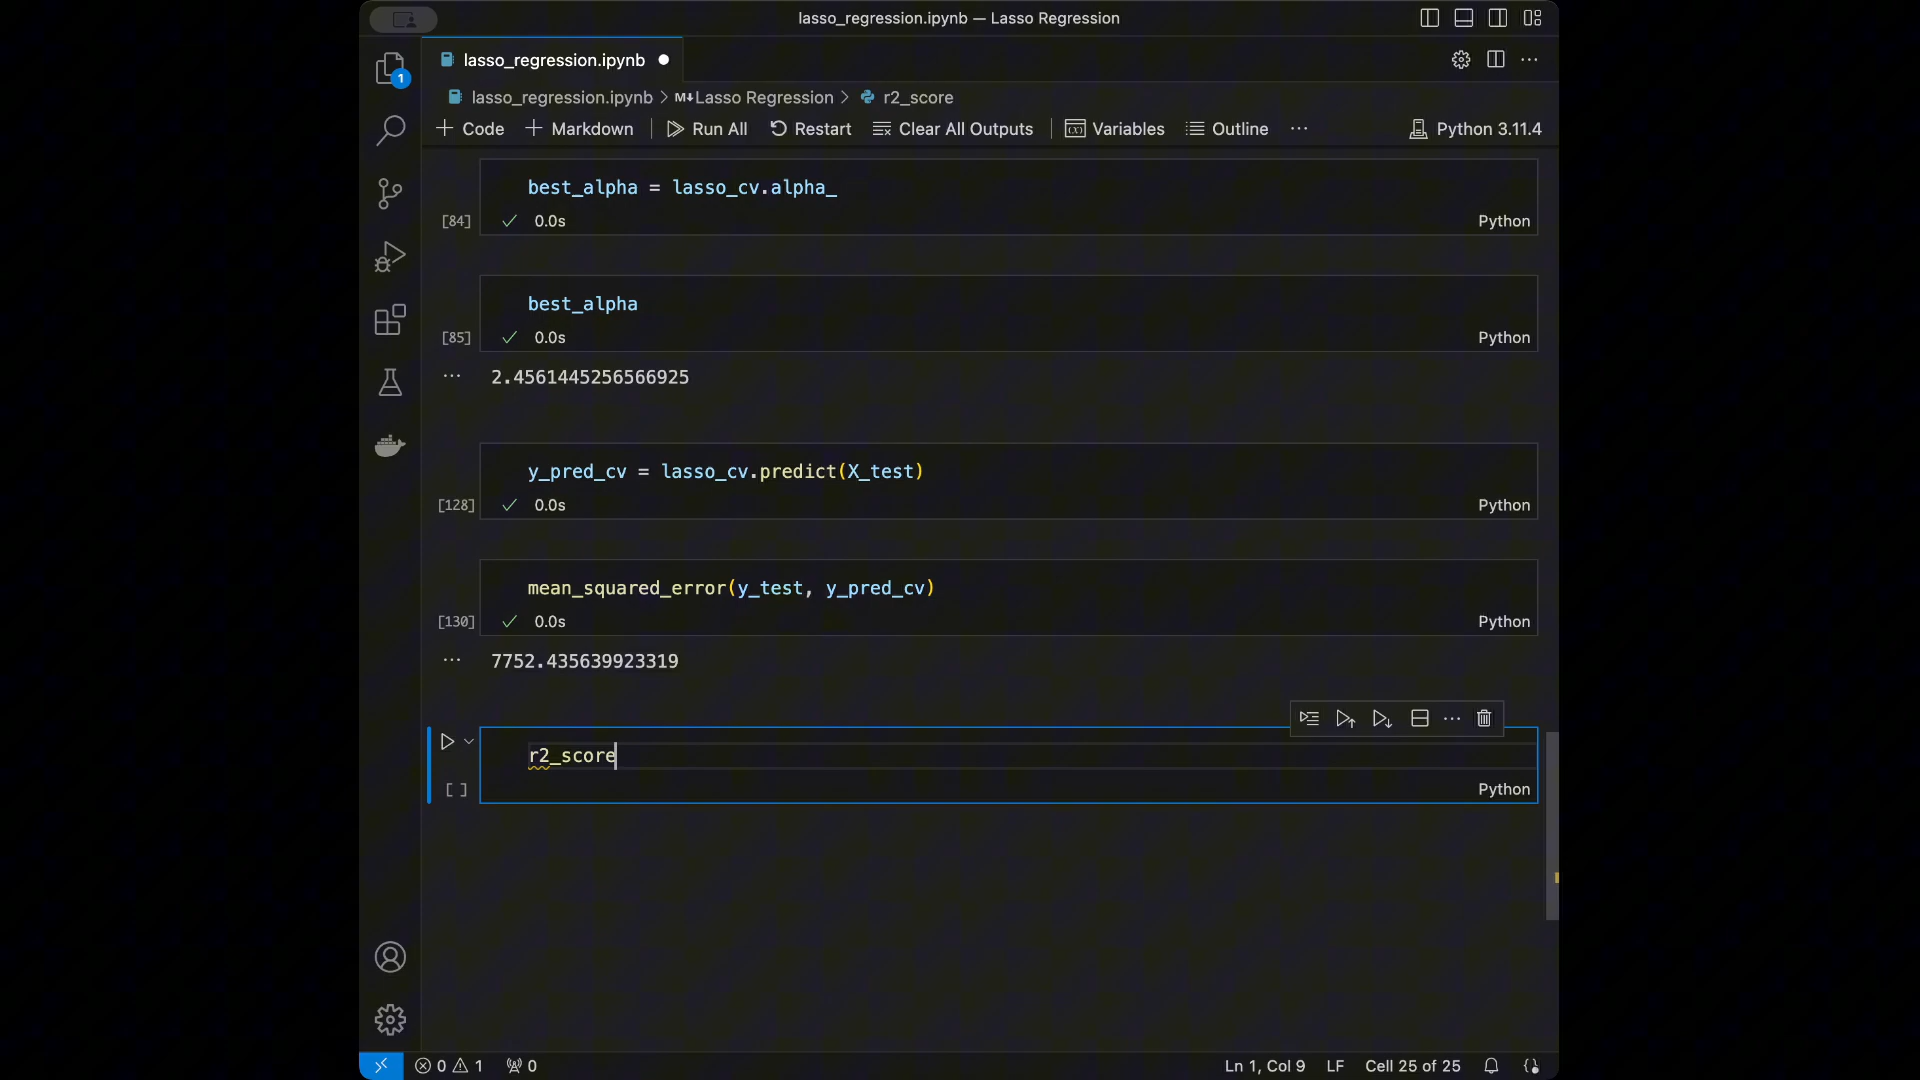 lasso_regression.ipynb — Lasso Regression
lasso_regression.ipynb
1
lasso_regression.ipynb > M↓ Lasso Regression > r2_score
+ Code + Markdown Run All Restart Clear All Outputs (x) Variables Outline ··· Python 3.11.4
best_alpha = lasso_cv.alpha_
[84] ✓ 0.0s Python
best_alpha
[85] ✓ 0.0s Python
··· 2.4561445256566925
y_pred_cv = lasso_cv.predict(X_test)
[128] ✓ 0.0s Python
mean_squared_error(y_test, y_pred_cv)
[130] ✓ 0.0s Python
··· 7752.435639923319
r2_score
[ ] Python
0 1 0 Ln 1, Col 9 LF Cell 25 of 25